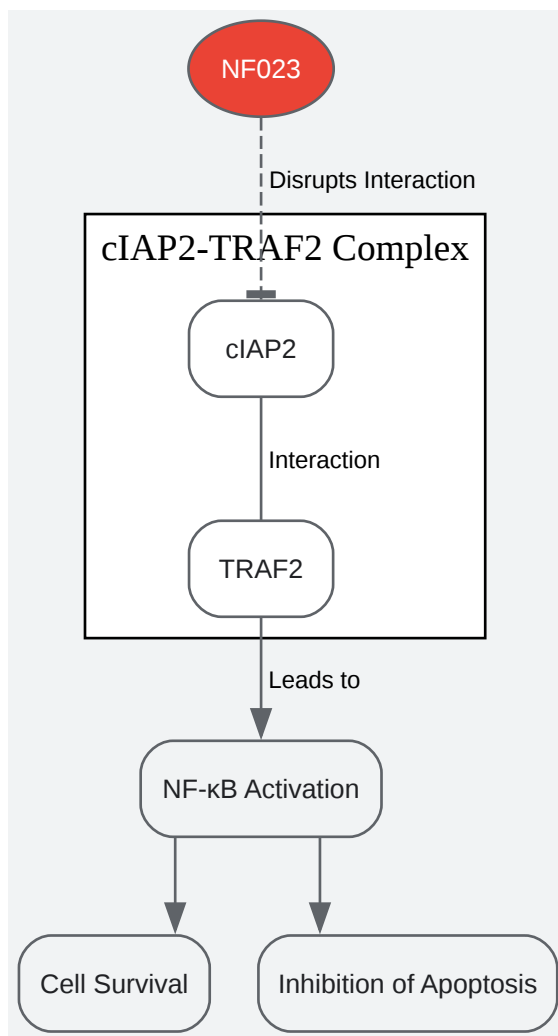 NF023
Disrupts Interaction
cIAP2-TRAF2 Complex
cIAP2
Interaction
TRAF2
Leads to
NF-κB Activation
Cell Survival
Inhibition of Apoptosis